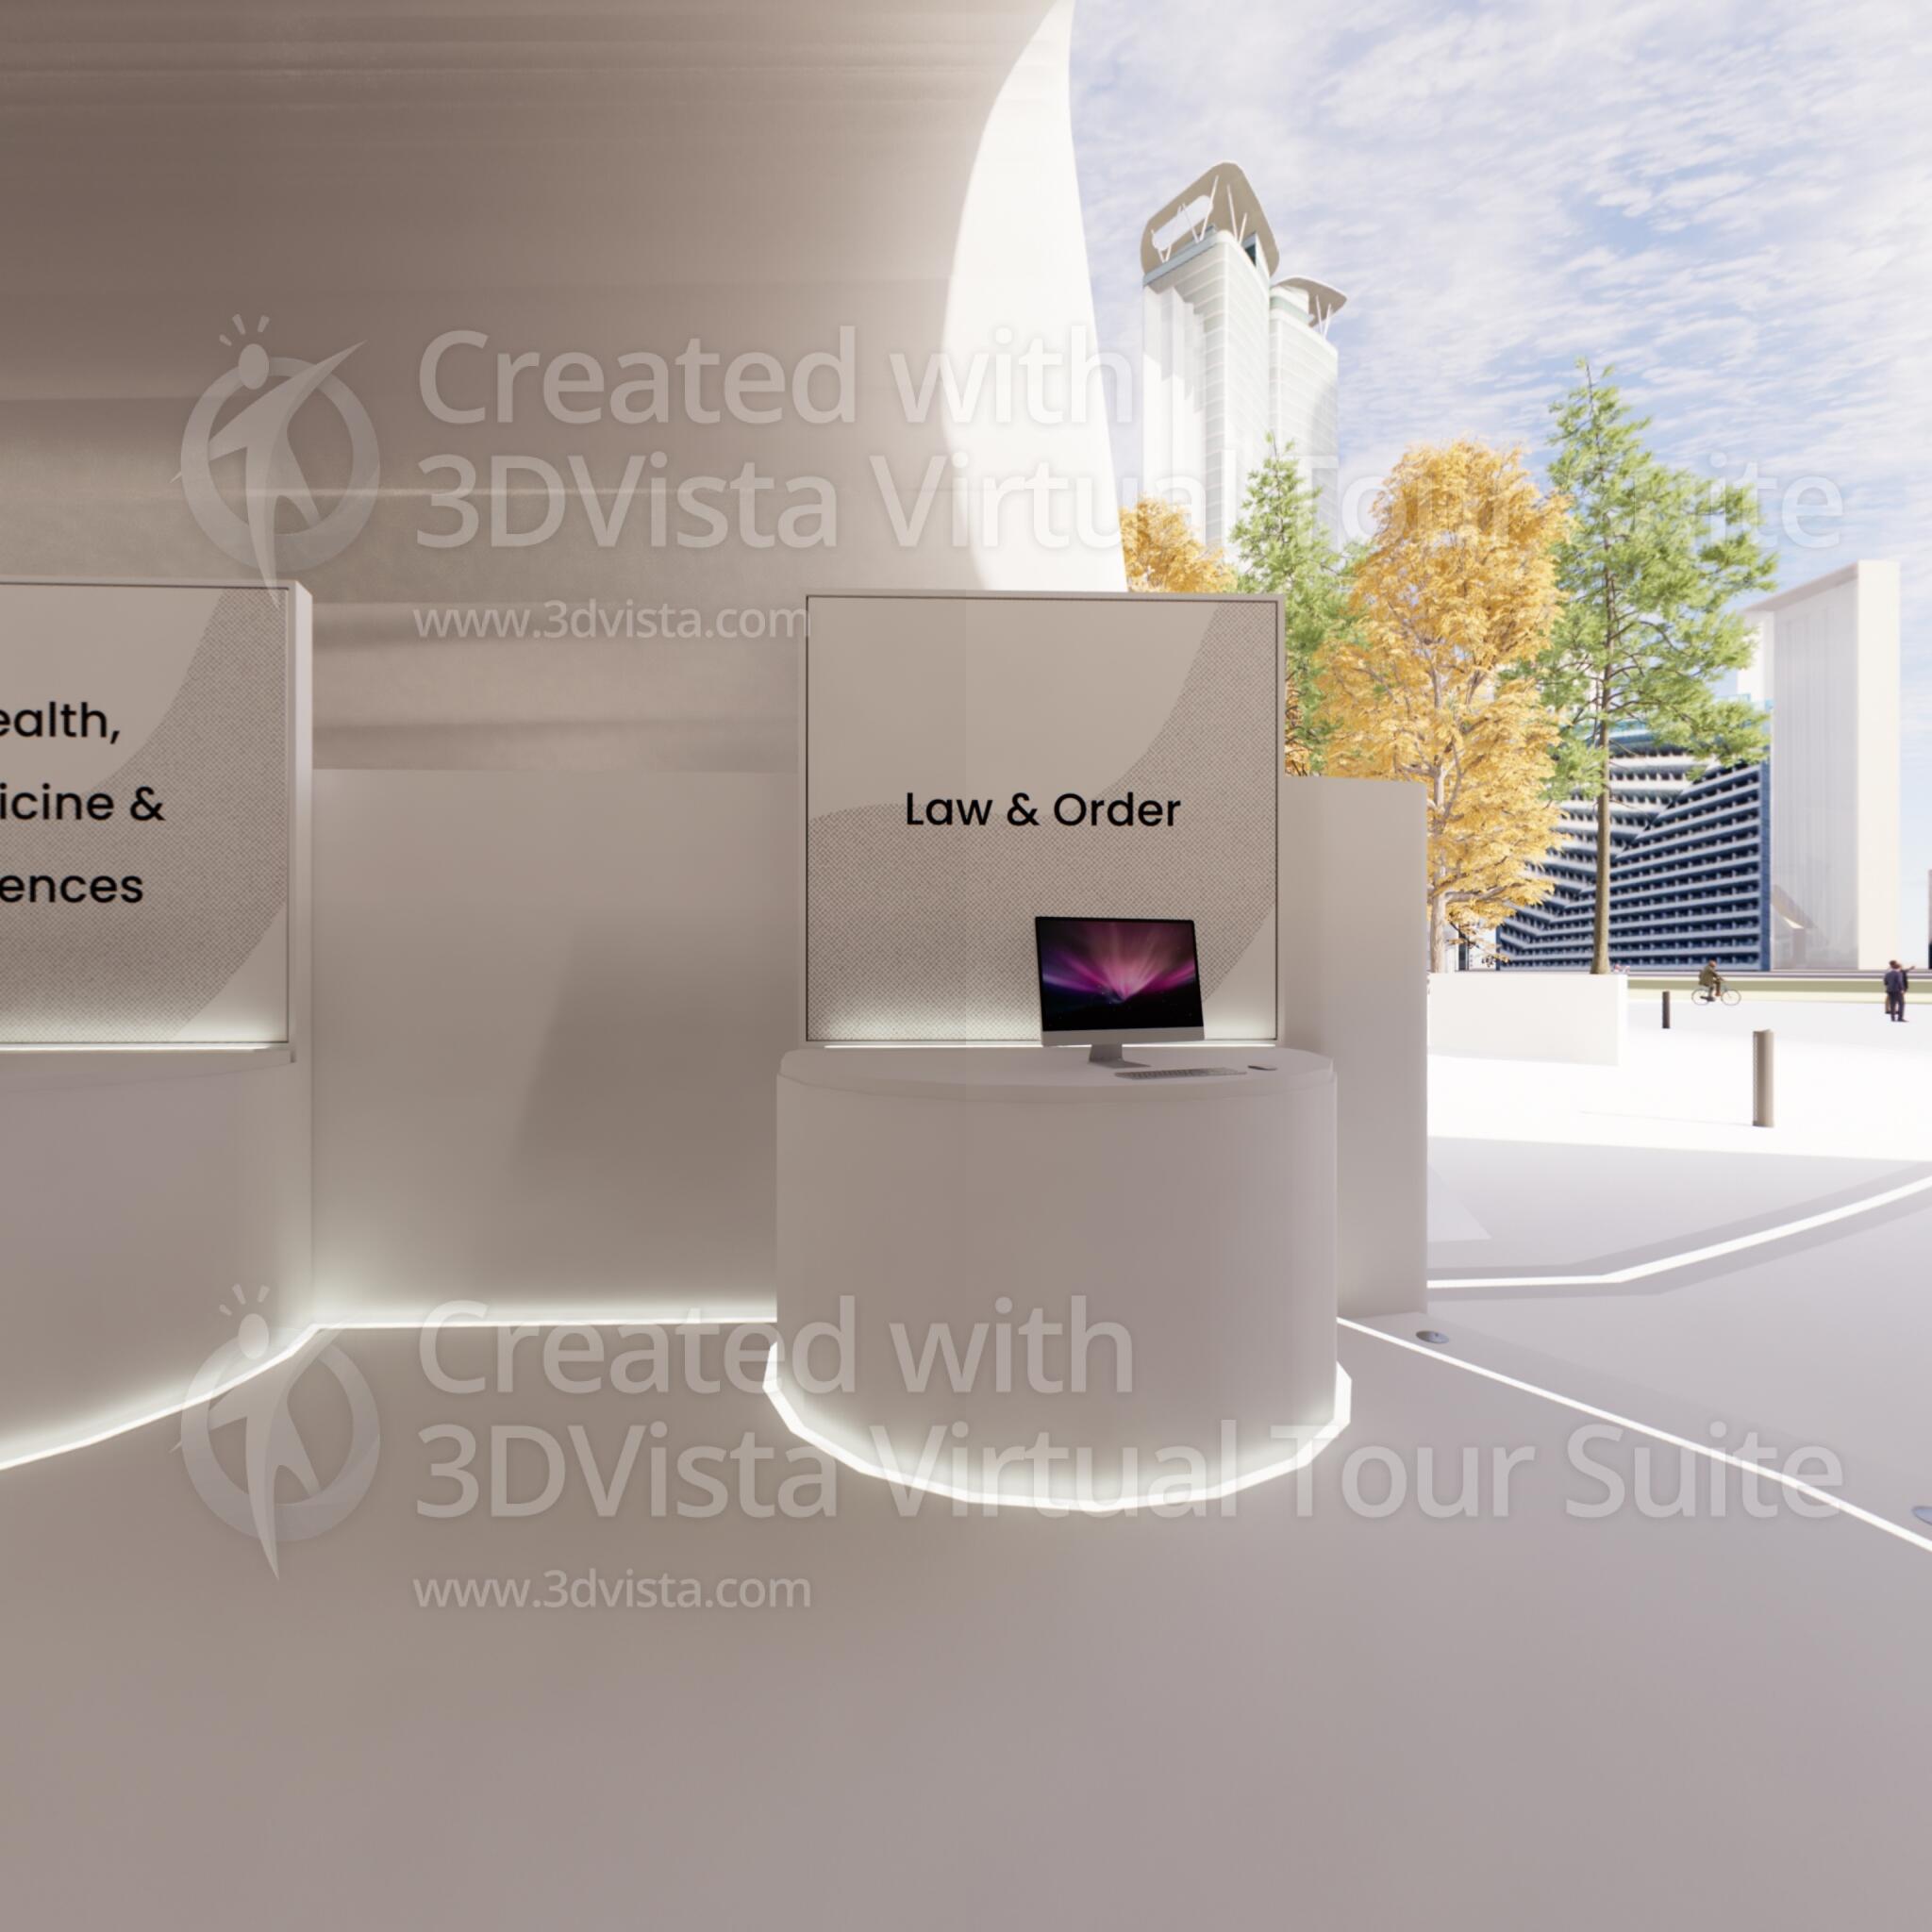 Created with
3DVista Virtual Tour Suite
www.3dvista.com
ealth,
icine &
ences
Law & Order
Created with
3DVista Virtual Tour Suite
www.3dvista.com